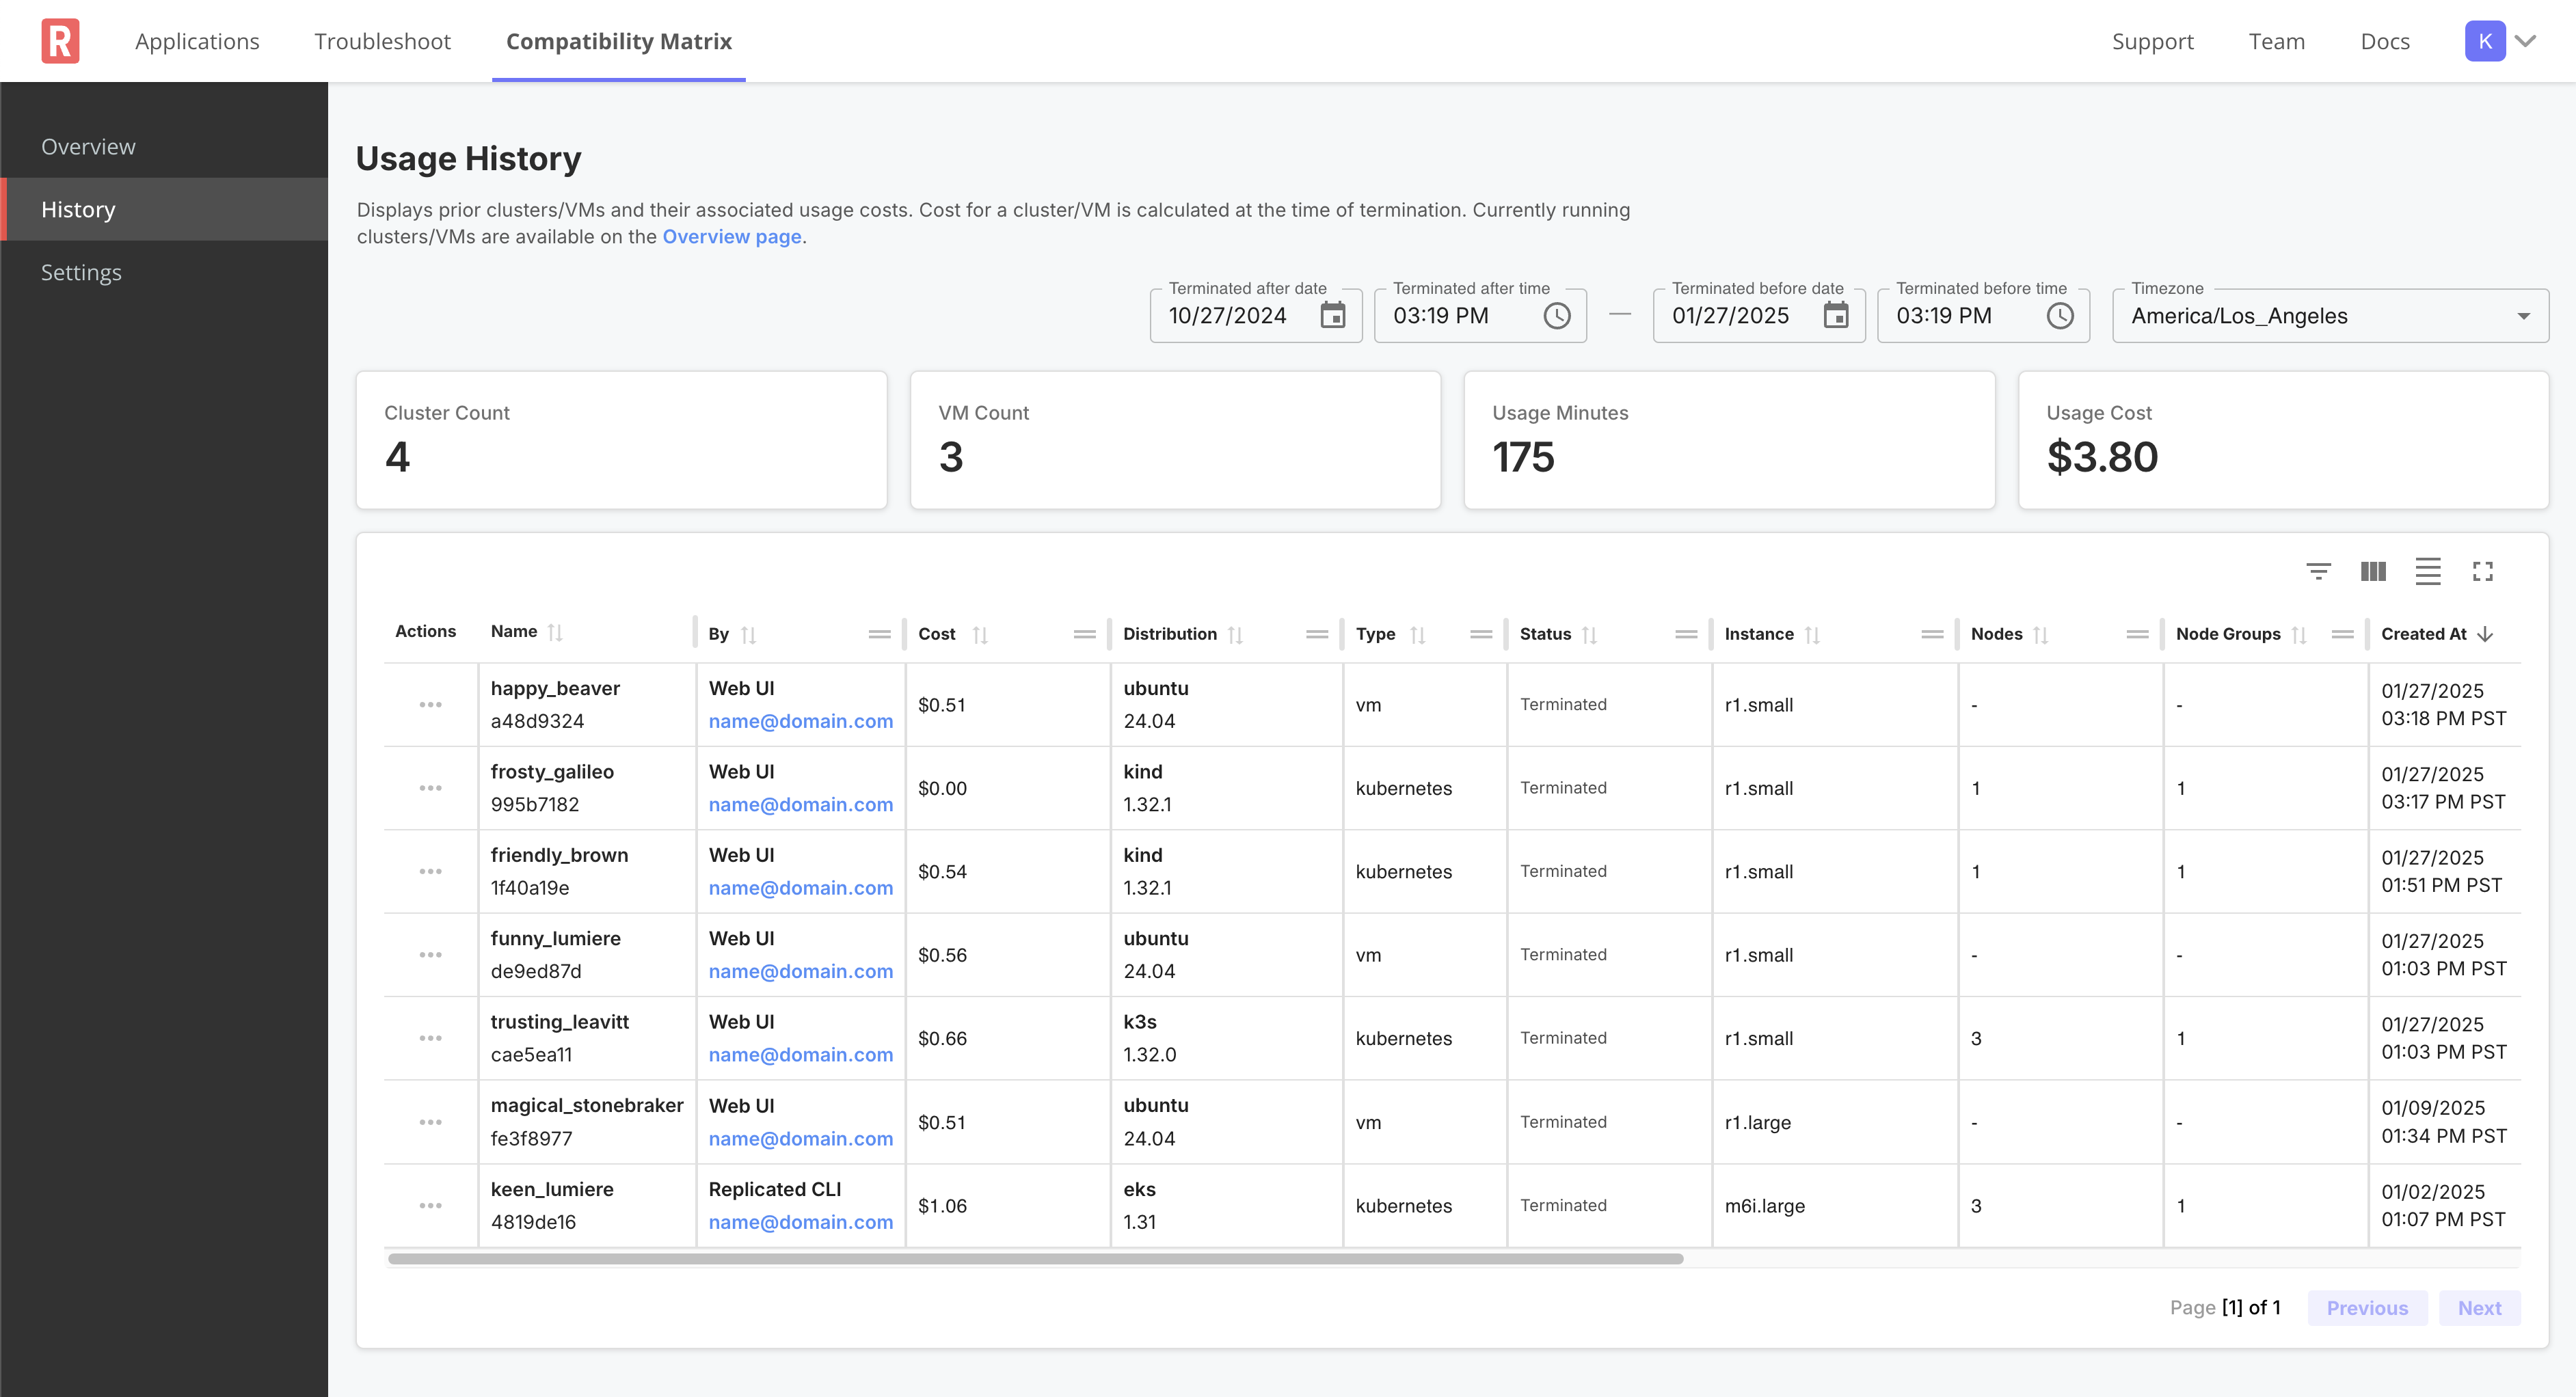 R Applications Troubleshoot Compatibility Matrix Support Team Docs K
Overview
History
Settings
Usage History
Displays prior clusters/VMs and their associated usage costs. Cost for a cluster/VM is calculated at the time of termination. Currently running
clusters/VMs are available on the Overview page.
Terminated after date Terminated after time Terminated before date Terminated before time Timezone
10/27/2024 03:19 PM — 01/27/2025 03:19 PM America/Los_Angeles
Cluster Count VM Count Usage Minutes Usage Cost
4 3 175 $3.80
Actions Name By Cost Distribution Type Status Instance Nodes Node Groups Created At
happy_beaver Web UI ubuntu 01/27/2025
$0.51 vm Terminated r1.small - -
a48d9324 name@domain.com 24.04 03:18 PM PST
frosty_galileo Web UI kind 01/27/2025
$0.00 kubernetes Terminated r1.small 1 1
995b7182 name@domain.com 1.32.1 03:17 PM PST
friendly_brown Web UI kind 01/27/2025
$0.54 kubernetes Terminated r1.small 1 1
1f40a19e name@domain.com 1.32.1 01:51 PM PST
funny_lumiere Web UI ubuntu 01/27/2025
$0.56 vm Terminated r1.small - -
de9ed87d name@domain.com 24.04 01:03 PM PST
trusting_leavitt Web UI k3s 01/27/2025
$0.66 kubernetes Terminated r1.small 3 1
cae5ea11 name@domain.com 1.32.0 01:03 PM PST
magical_stonebraker Web UI ubuntu 01/09/2025
$0.51 vm Terminated r1.large - -
fe3f8977 name@domain.com 24.04 01:34 PM PST
keen_lumiere Replicated CLI eks 01/02/2025
$1.06 kubernetes Terminated m6i.large 3 1
4819de16 name@domain.com 1.31 01:07 PM PST
Page [1] of 1 Previous Next